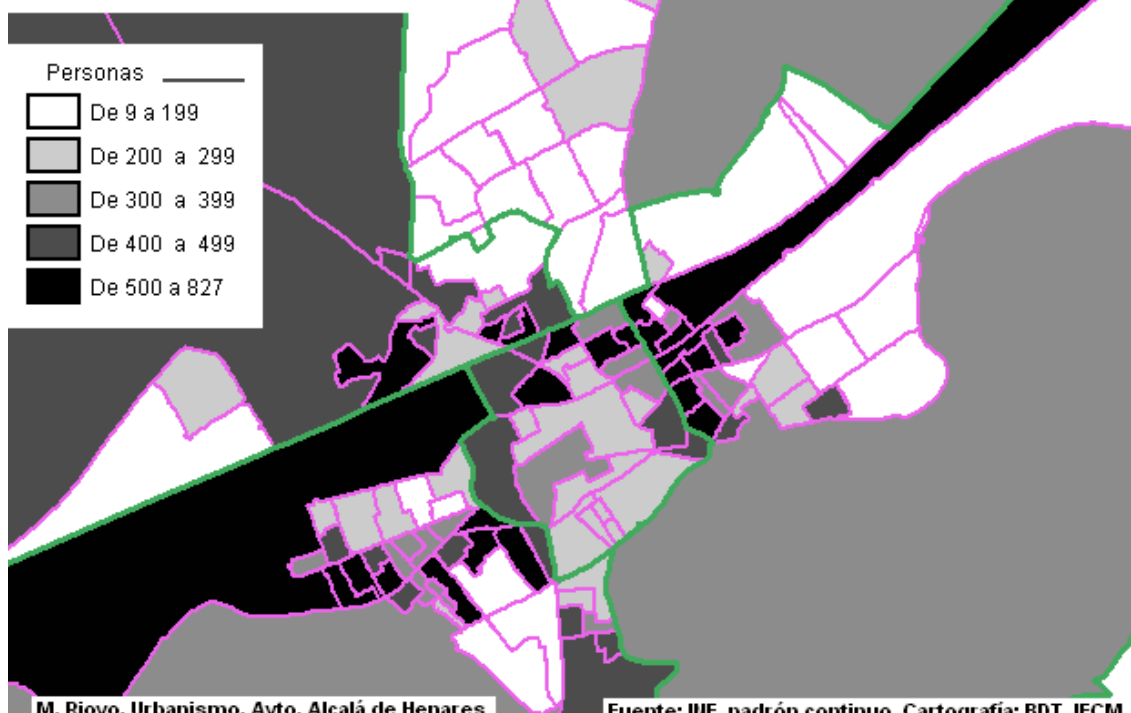 Personas
De 9 a 199
De 200 a 299
De 300 a 399
De 400 a 499
De 500 a 827
M. Rioyo. Urbanismo. Ayto. Alcalá de Henares
Fuente: INE, padrón continuo. Cartografía: BDT, IECM